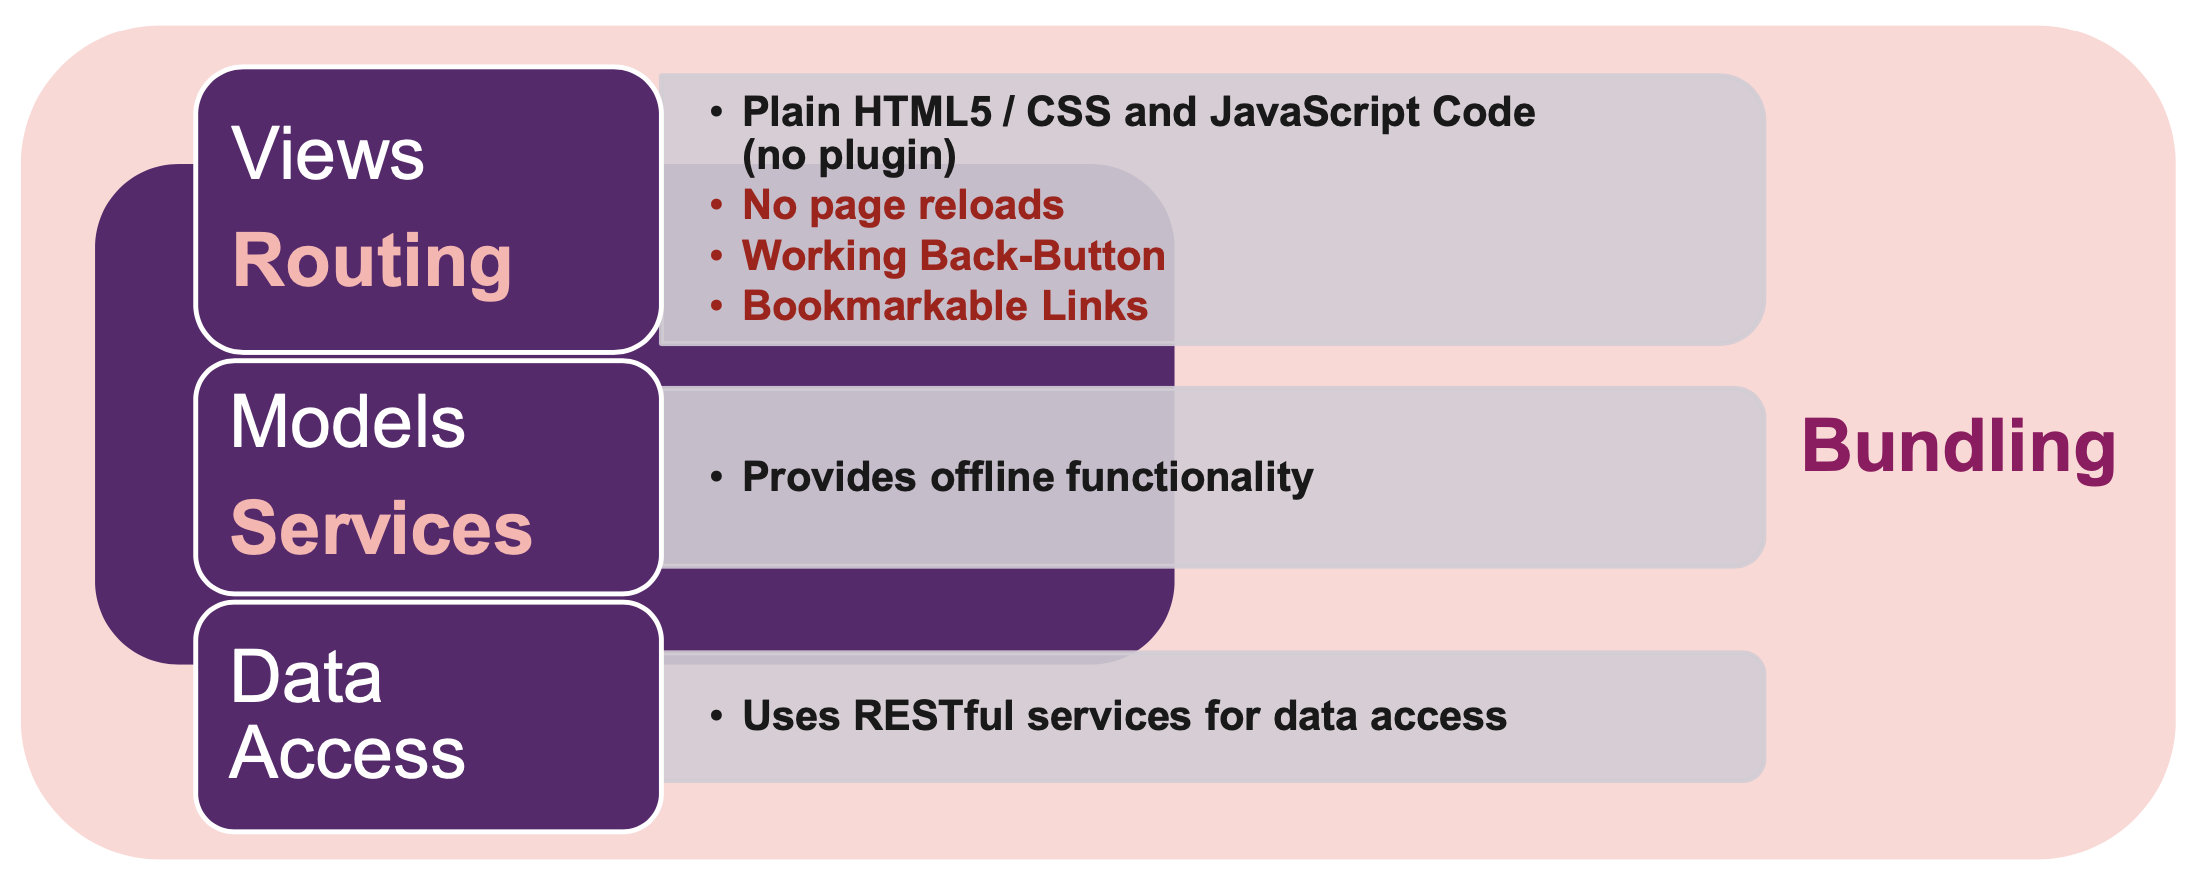 Views
Routing
• Plain HTML5 / CSS and JavaScript Code
(no plugin)
• No page reloads
• Working Back-Button
• Bookmarkable Links
Models
Services
• Provides offline functionality
Data
Access
• Uses RESTful services for data access
Bundling